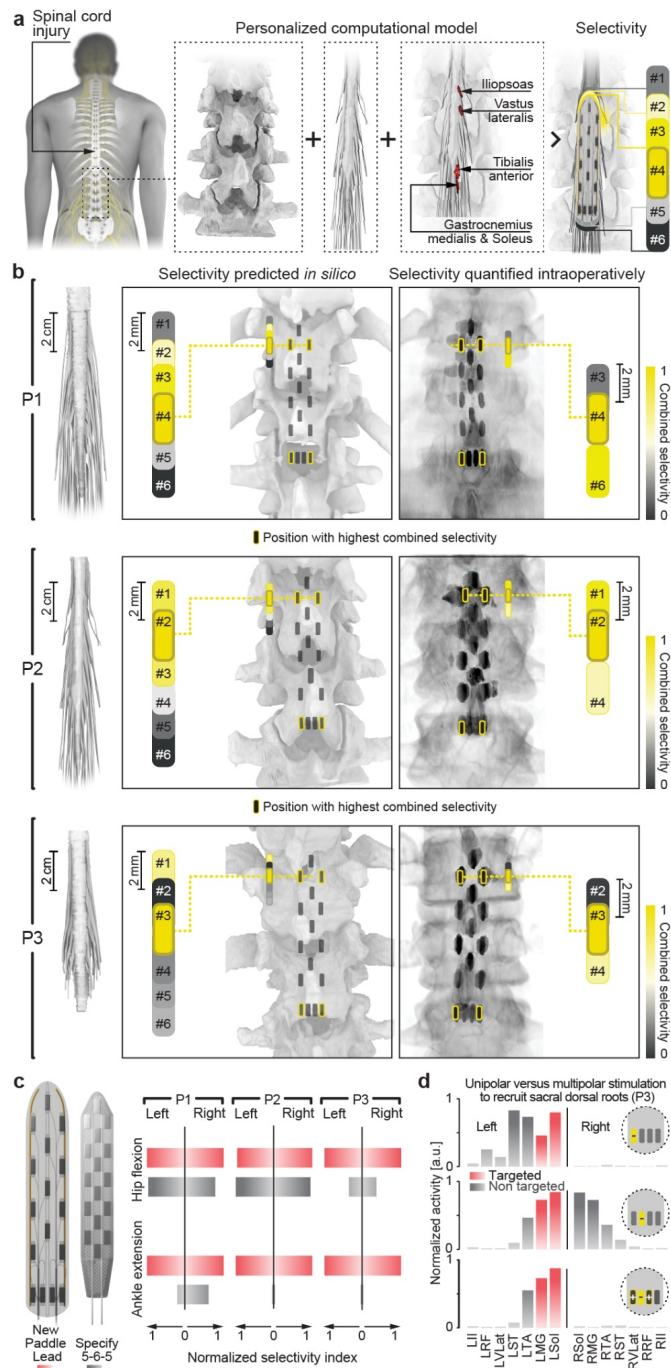 a
Spinal cord
injury
Personalized computational model
Selectivity
Iliopsoas
Vastus
lateralis
Tibialis
anterior
Gastrocnemius
medialis & Soleus
+
+
>
#1
#2
#3
#4
#5
#6
b
Selectivity predicted in silico
Selectivity quantified intraoperatively
P1
2 cm
2 mm
#1
#2
#3
#4
#5
#6
2 mm
#3
#4
#6
1
Combined selectivity
0
Position with highest combined selectivity
P2
2 cm
2 mm
#1
#2
#3
#4
#5
#6
2 mm
#1
#2
#4
1
Combined selectivity
0
Position with highest combined selectivity
P3
2 cm
2 mm
#1
#2
#3
#4
#5
#6
2 mm
#2
#3
#4
1
Combined selectivity
0
c
New
Paddle
Lead
Specify
5-6-5
P1
P2
P3
Left
Right
Left
Right
Left
Right
Hip flexion
Ankle extension
1 0 1 1 0 1 1 0 1
Normalized selectivity index
d
Unipolar versus multipolar stimulation
to recruit sacral dorsal roots (P3)
Normalized activity [a.u.]
1
Left
Right
0
Targeted
Non targeted
1
0
1
0
-
-
+ - +
LIl
LRF
LVLat
LST
LTA
LMG
LSol
RSol
RMG
RTA
RST
RVLat
RRF
RIl